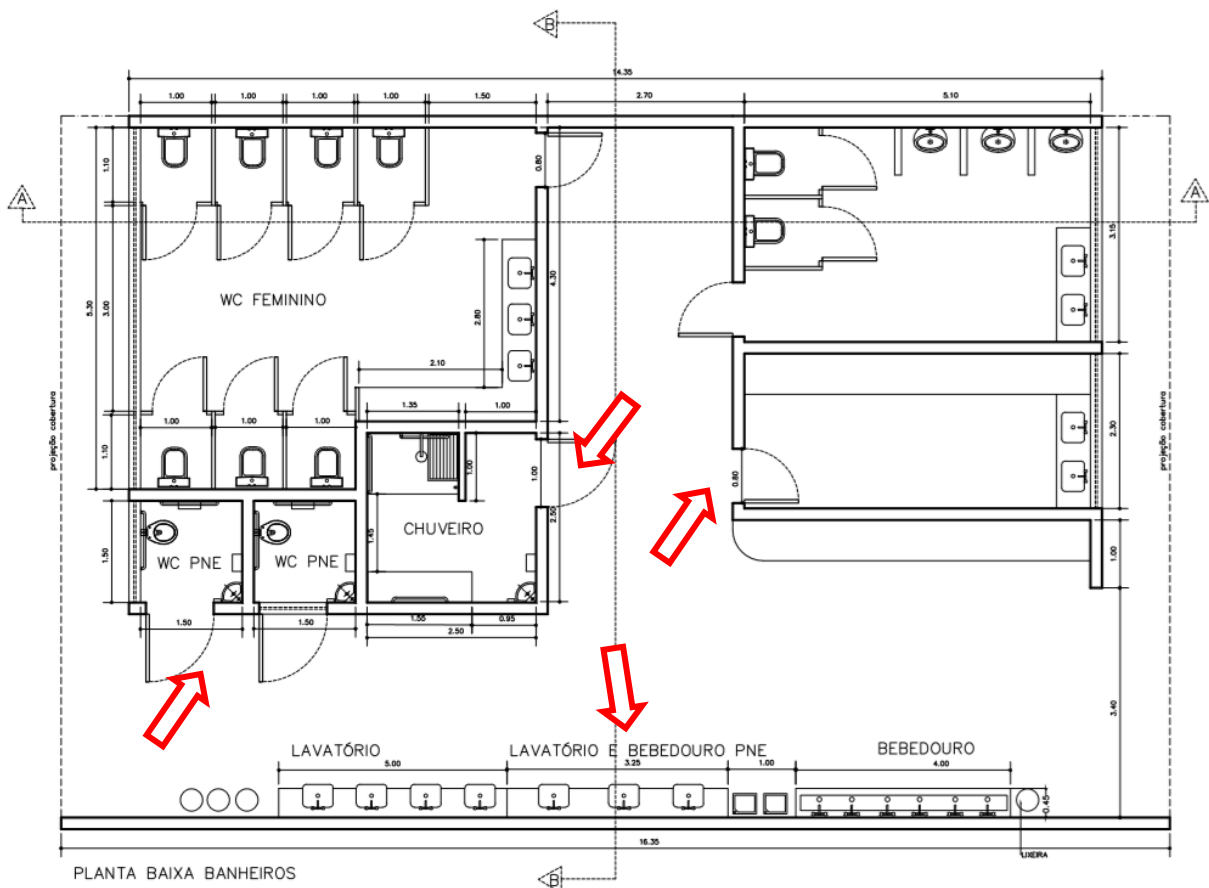 B
14.35
1.00 1.00 1.00 1.00 1.50 2.70 5.10
1.10
0.80
A
A
5.30
3.00
4.30
3.15
WC FEMININO
2.80
2.10
projeção cobertura
projeção cobertura
1.35 1.00
1.00 1.00 1.00
1.10
1.00
1.00
0.80
2.30
CHUVEIRO
1.45
2.50
WC PNE
WC PNE
1.50
1.00
1.50 1.50 1.55 0.95
2.50
3.40
LAVATÓRIO
LAVATÓRIO E BEBEDOURO PNE
BEBEDOURO
5.00 3.25 1.00 4.00
0.45
16.35
LIXEIRA
PLANTA BAIXA BANHEIROS
B